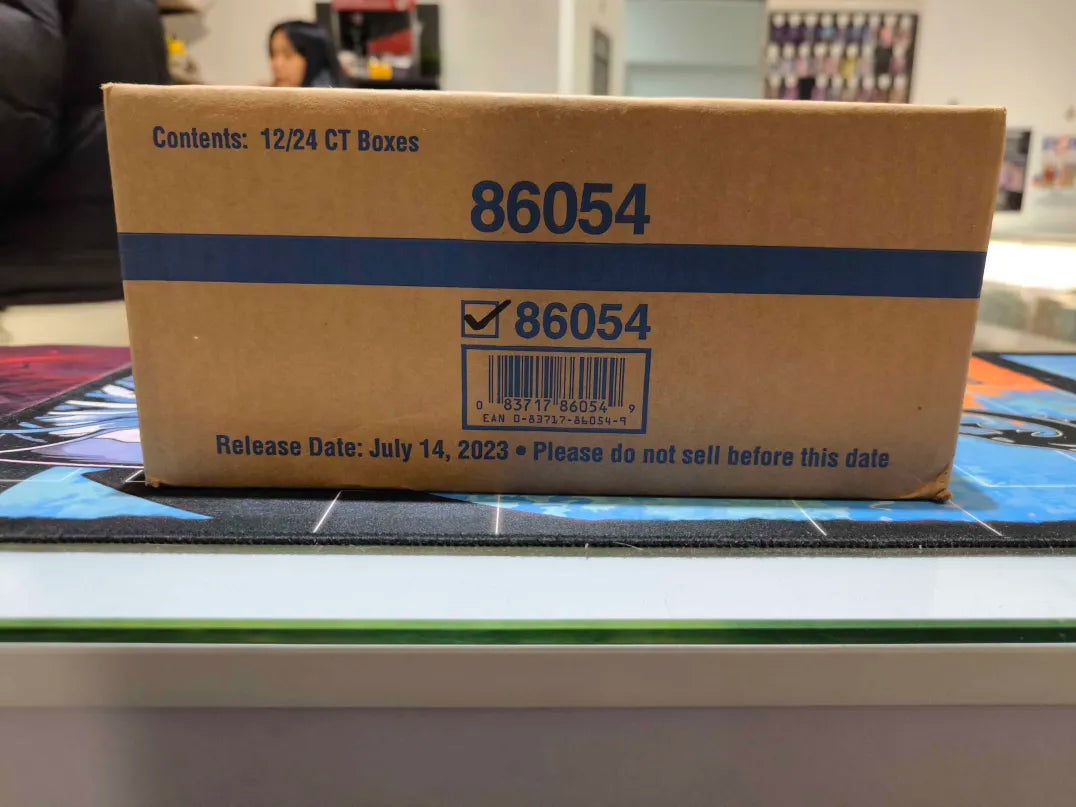 Contents: 12/24 CT Boxes
86054
86054
0 83717 86054 9
EAN 0-83717-86054-9
Release Date: July 14, 2023 • Please do not sell before this date